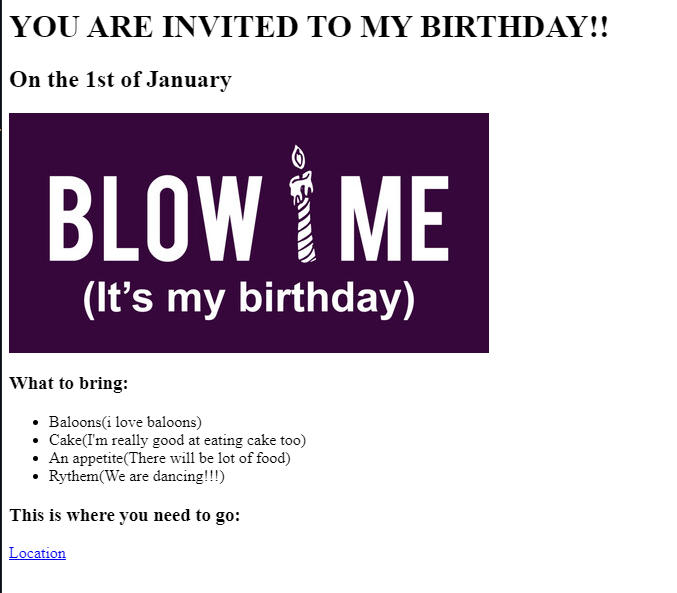 YOU ARE INVITED TO MY BIRTHDAY!!
On the 1st of January
BLOW ME
(It’s my birthday)
What to bring:
Baloons(i love baloons)
Cake(I'm really good at eating cake too)
An appetite(There will be lot of food)
Rythem(We are dancing!!!)
This is where you need to go:
Location